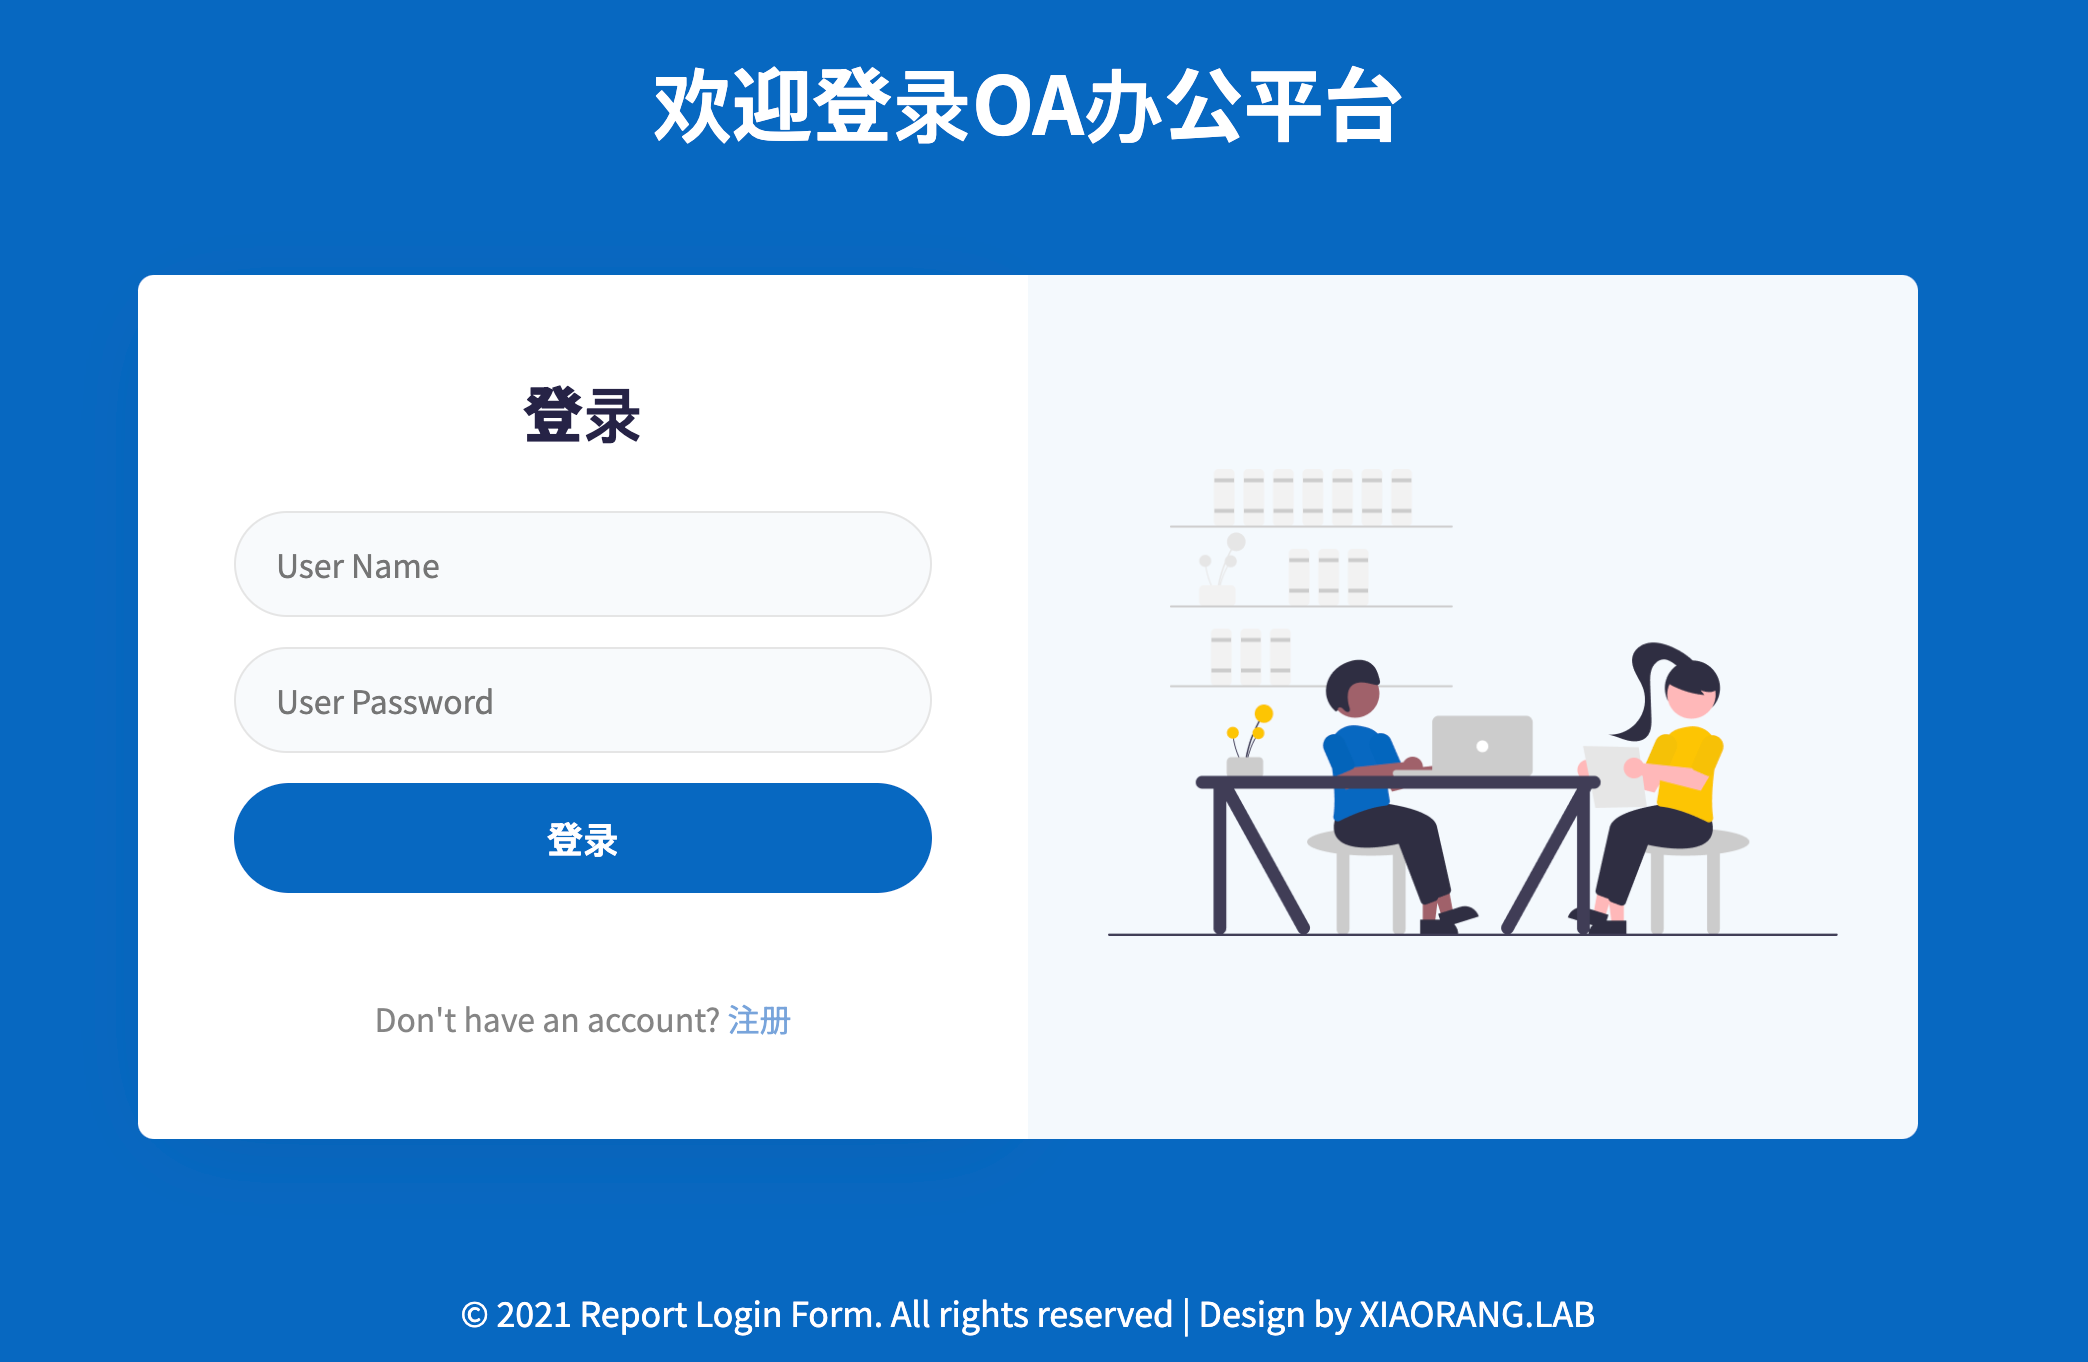 欢迎登录OA办公平台
登录
User Name
User Password
登录
Don't have an account? 注册
© 2021 Report Login Form. All rights reserved | Design by XIAORANG.LAB